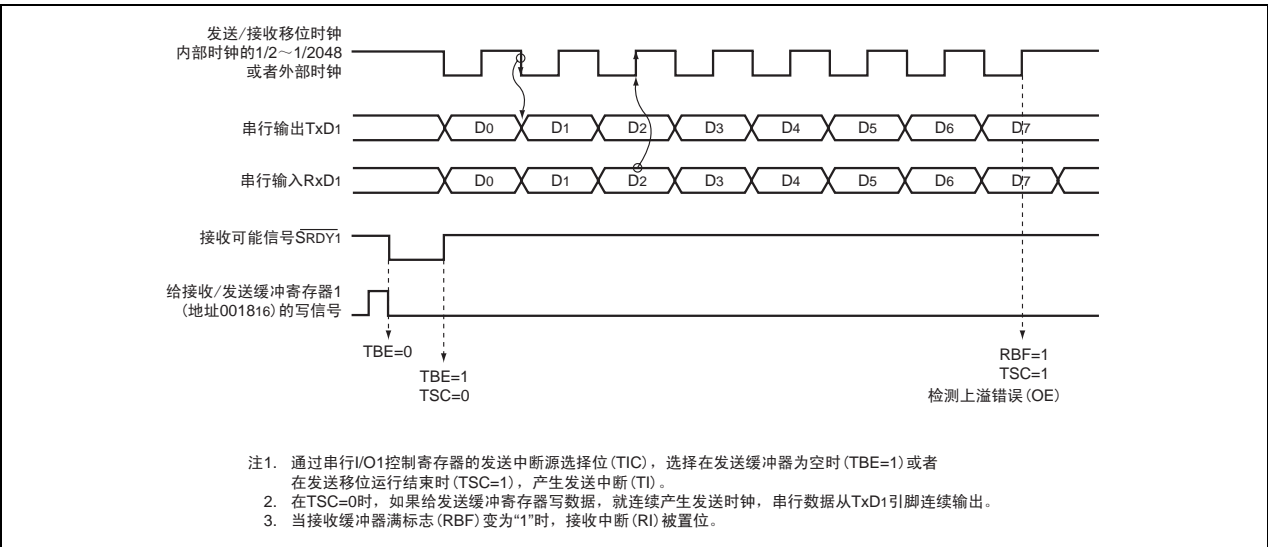 发送/接收移位时钟
内部时钟的1/2～1/2048
或者外部时钟
串行输出TxD1
D0 D1 D2 D3 D4 D5 D6 D7
串行输入RxD1
D0 D1 D2 D3 D4 D5 D6 D7
接收可能信号SRDY1
给接收/发送缓冲寄存器1
(地址001816)的写信号
TBE=0
TBE=1
TSC=0
RBF=1
TSC=1
检测上溢错误(OE)
注1. 通过串行I/O1控制寄存器的发送中断源选择位(TIC)，选择在发送缓冲器为空时(TBE=1)或者
在发送移位运行结束时(TSC=1)，产生发送中断(TI)。
2. 在TSC=0时，如果给发送缓冲寄存器写数据，就连续产生发送时钟，串行数据从TxD1引脚连续输出。
3. 当接收缓冲器满标志(RBF)变为“1”时，接收中断(RI)被置位。